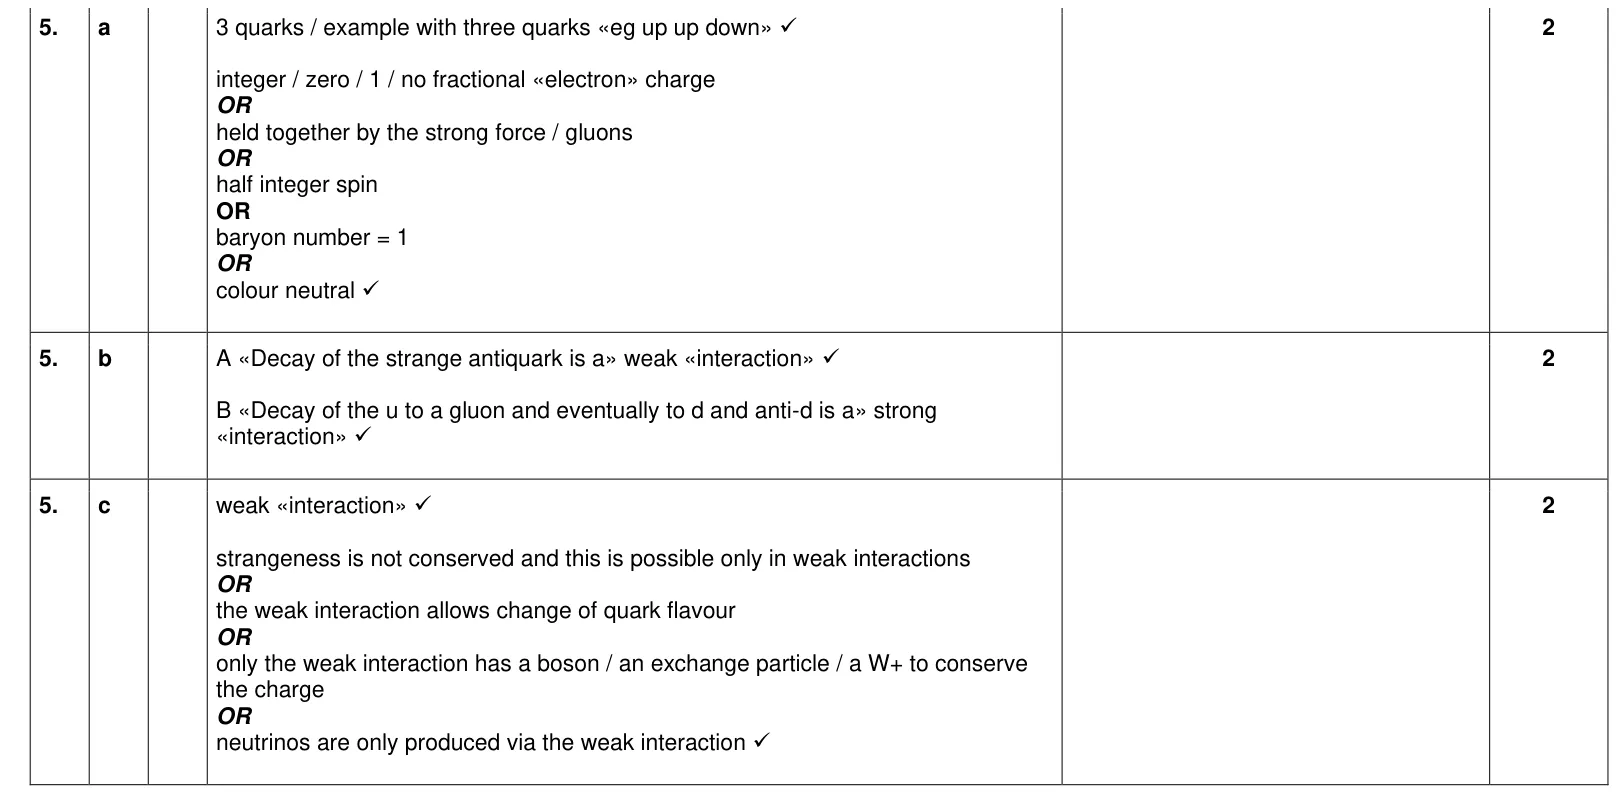 5. a 3 quarks / example with three quarks «eg up up down» ✓ 2
integer / zero / 1 / no fractional «electron» charge
OR
held together by the strong force / gluons
OR
half integer spin
OR
baryon number = 1
OR
colour neutral ✓
5. b A «Decay of the strange antiquark is a» weak «interaction» ✓ 2
B «Decay of the u to a gluon and eventually to d and anti-d is a» strong
«interaction» ✓
5. c weak «interaction» ✓ 2
strangeness is not conserved and this is possible only in weak interactions
OR
the weak interaction allows change of quark flavour
OR
only the weak interaction has a boson / an exchange particle / a W+ to conserve
the charge
OR
neutrinos are only produced via the weak interaction ✓